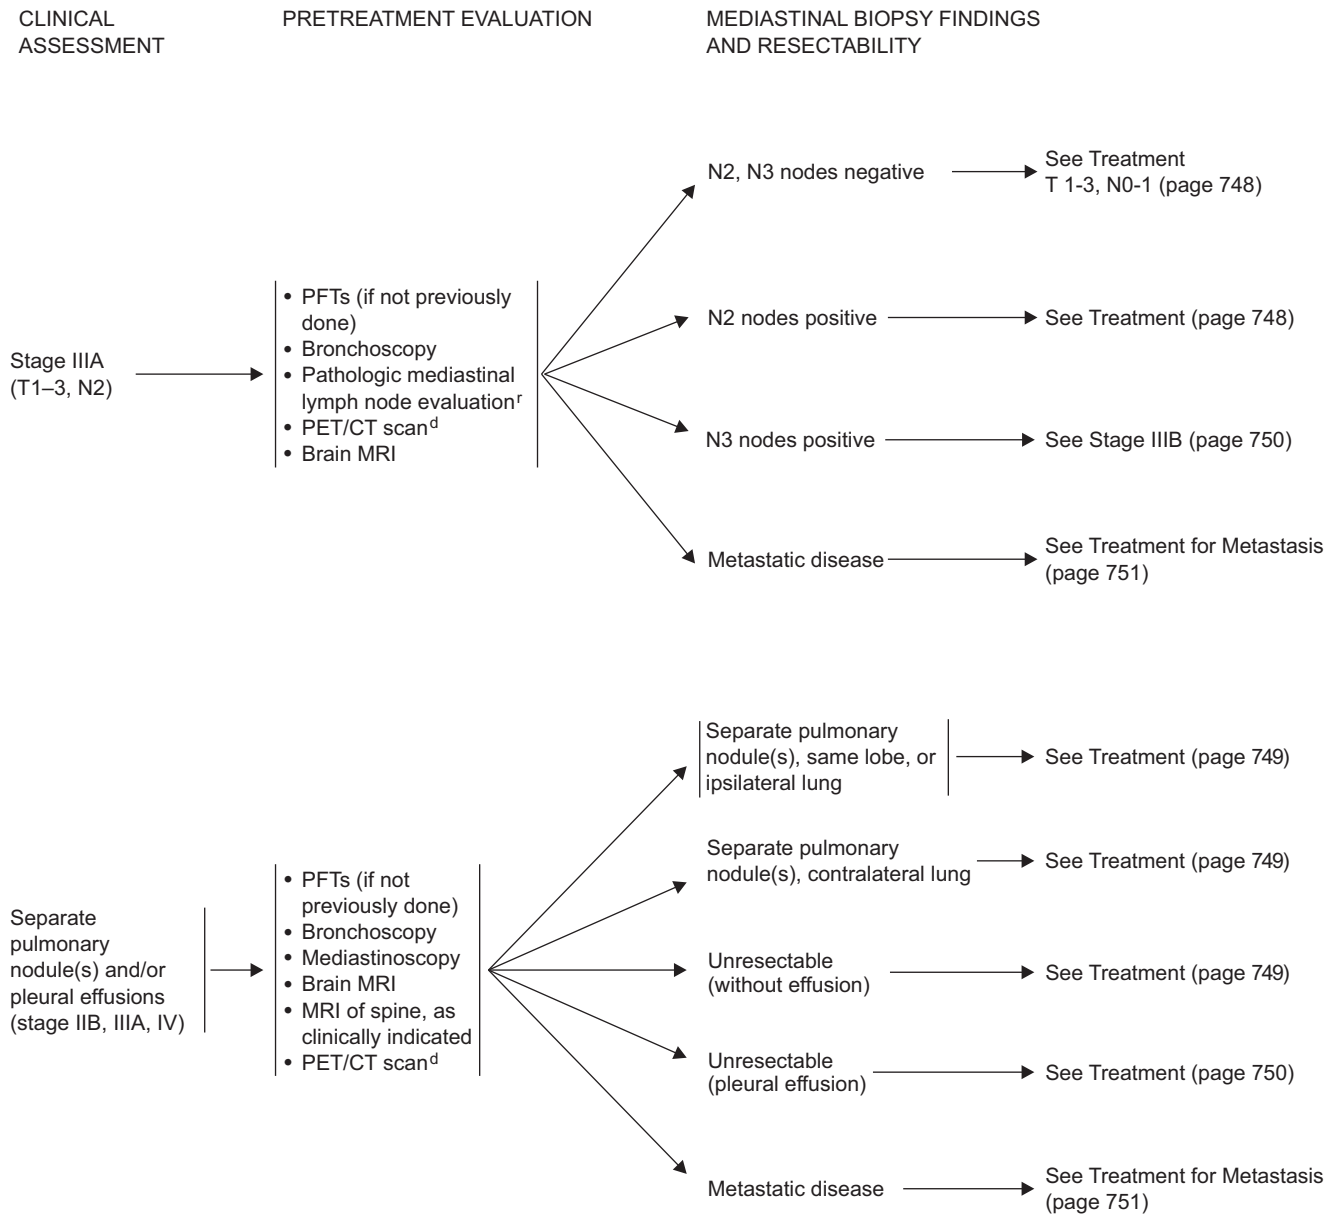 CLINICAL
ASSESSMENT
PRETREATMENT EVALUATION
MEDIASTINAL BIOPSY FINDINGS
AND RESECTABILITY
Stage IIIA
(T1–3, N2)
• PFTs (if not previously
done)
• Bronchoscopy
• Pathologic mediastinal
lymph node evaluationʳ
• PET/CT scanᵈ
• Brain MRI
N2, N3 nodes negative
See Treatment
T 1-3, N0-1 (page 748)
N2 nodes positive
See Treatment (page 748)
N3 nodes positive
See Stage IIIB (page 750)
Metastatic disease
See Treatment for Metastasis
(page 751)
Separate
pulmonary
nodule(s) and/or
pleural effusions
(stage IIB, IIIA, IV)
• PFTs (if not
previously done)
• Bronchoscopy
• Mediastinoscopy
• Brain MRI
• MRI of spine, as
clinically indicated
• PET/CT scanᵈ
Separate pulmonary
nodule(s), same lobe, or
ipsilateral lung
See Treatment (page 749)
Separate pulmonary
nodule(s), contralateral lung
See Treatment (page 749)
Unresectable
(without effusion)
See Treatment (page 749)
Unresectable
(pleural effusion)
See Treatment (page 750)
Metastatic disease
See Treatment for Metastasis
(page 751)